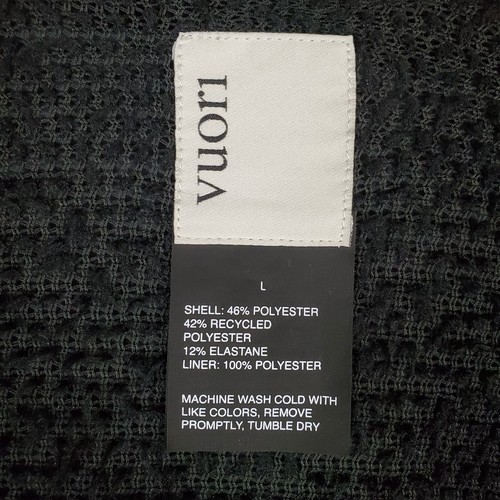 vuori
L
SHELL: 46% POLYESTER
42% RECYCLED
POLYESTER
12% ELASTANE
LINER: 100% POLYESTER
MACHINE WASH COLD WITH
LIKE COLORS, REMOVE
PROMPTLY, TUMBLE DRY